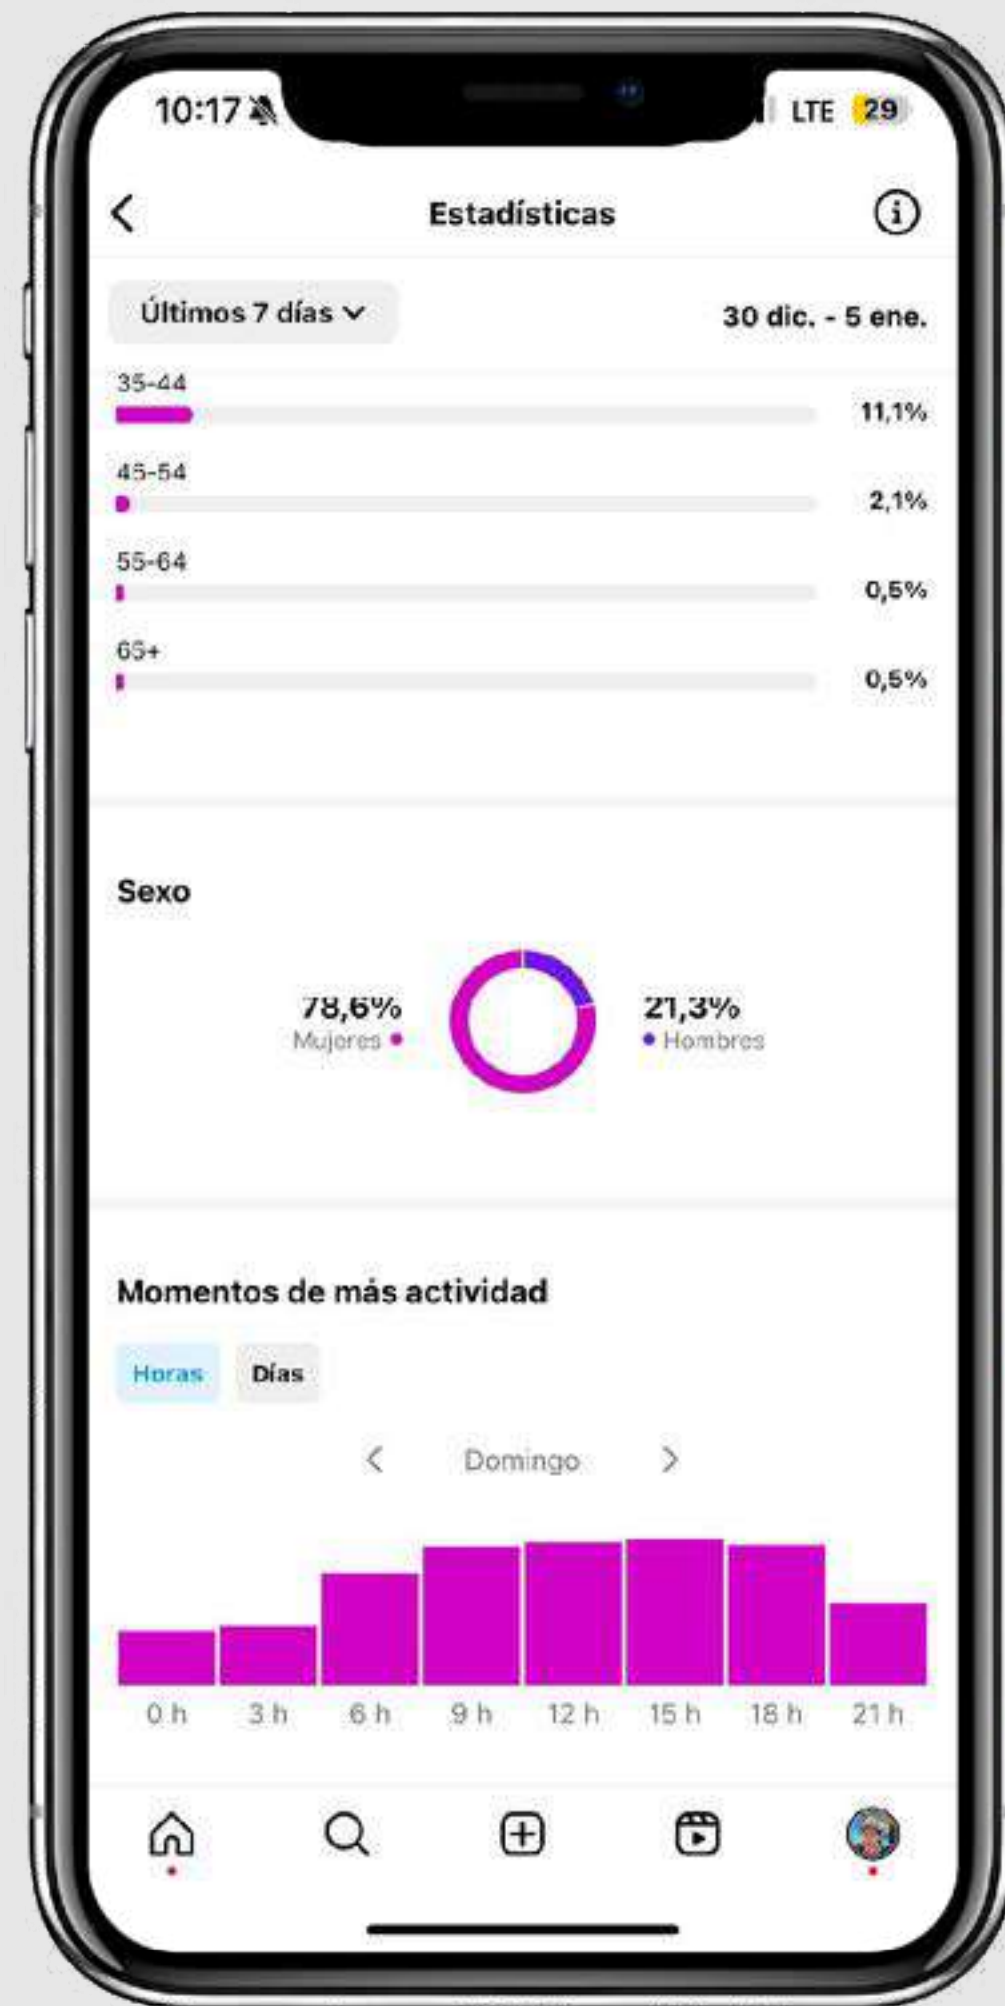 10:17 LTE 29
Estadísticas
Últimos 7 días 30 dic. - 5 ene.
35-44
11,1%
45-54
2,1%
55-64
0,5%
65+
0,5%
Sexo
78,6% 21,3%
Mujeres Hombres
Momentos de más actividad
Horas Días
Domingo
0 h 3 h 6 h 9 h 12 h 15 h 18 h 21 h